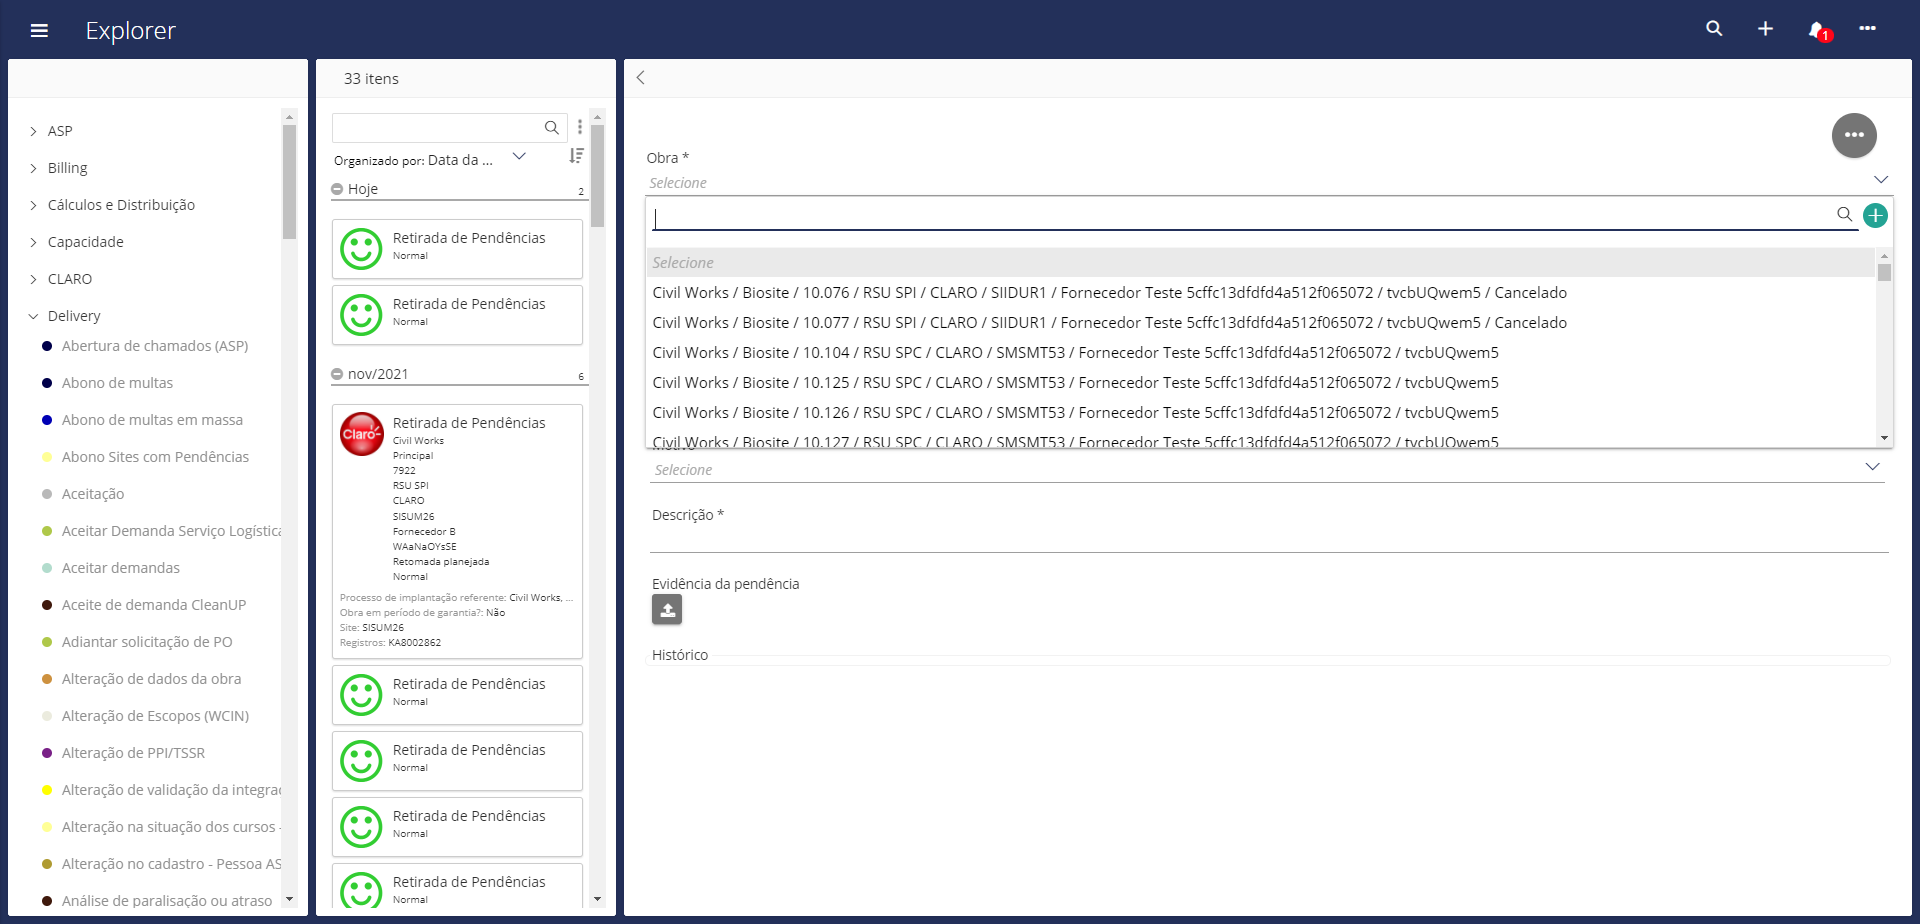 Explorer
1
ASP
Billing
Cálculos e Distribuição
Capacidade
CLARO
Delivery
Abertura de chamados (ASP)
Abono de multas
Abono de multas em massa
Abono Sites com Pendências
Aceitação
Aceitar Demanda Serviço Logística
Aceitar demandas
Aceite de demanda CleanUP
Adiantar solicitação de PO
Alteração de dados da obra
Alteração de Escopos (WCIN)
Alteração de PPI/TSSR
Alteração de validação da integraç
Alteração na situação dos cursos -
Alteração no cadastro - Pessoa AS
Análise de paralisação ou atraso
33 itens
Organizado por: Data da ...
Hoje 2
Retirada de Pendências
Normal
Retirada de Pendências
Normal
nov/2021 6
Claro
Retirada de Pendências
Civil Works
Principal
7922
RSU SPI
CLARO
SISUM26
Fornecedor B
WAaNaOYsSE
Retomada planejada
Normal
Processo de implantação referente: Civil Works, ...
Obra em período de garantia?: Não
Site: SISUM26
Registros: KA8002862
Retirada de Pendências
Normal
Retirada de Pendências
Normal
Retirada de Pendências
Normal
Retirada de Pendências
Normal
Obra *
Selecione
Selecione
Civil Works / Biosite / 10.076 / RSU SPI / CLARO / SIIDUR1 / Fornecedor Teste 5cffc13dfdfd4a512f065072 / tvcbUQwem5 / Cancelado
Civil Works / Biosite / 10.077 / RSU SPI / CLARO / SIIDUR1 / Fornecedor Teste 5cffc13dfdfd4a512f065072 / tvcbUQwem5 / Cancelado
Civil Works / Biosite / 10.104 / RSU SPC / CLARO / SMSMT53 / Fornecedor Teste 5cffc13dfdfd4a512f065072 / tvcbUQwem5
Civil Works / Biosite / 10.125 / RSU SPC / CLARO / SMSMT53 / Fornecedor Teste 5cffc13dfdfd4a512f065072 / tvcbUQwem5
Civil Works / Biosite / 10.126 / RSU SPC / CLARO / SMSMT53 / Fornecedor Teste 5cffc13dfdfd4a512f065072 / tvcbUQwem5
Civil Works / Biosite / 10.127 / RSU SPC / CLARO / SMSMT53 / Fornecedor Teste 5cffc13dfdfd4a512f065072 / tvcbUQwem5
Motivo
Selecione
Descrição *
Evidência da pendência
Histórico